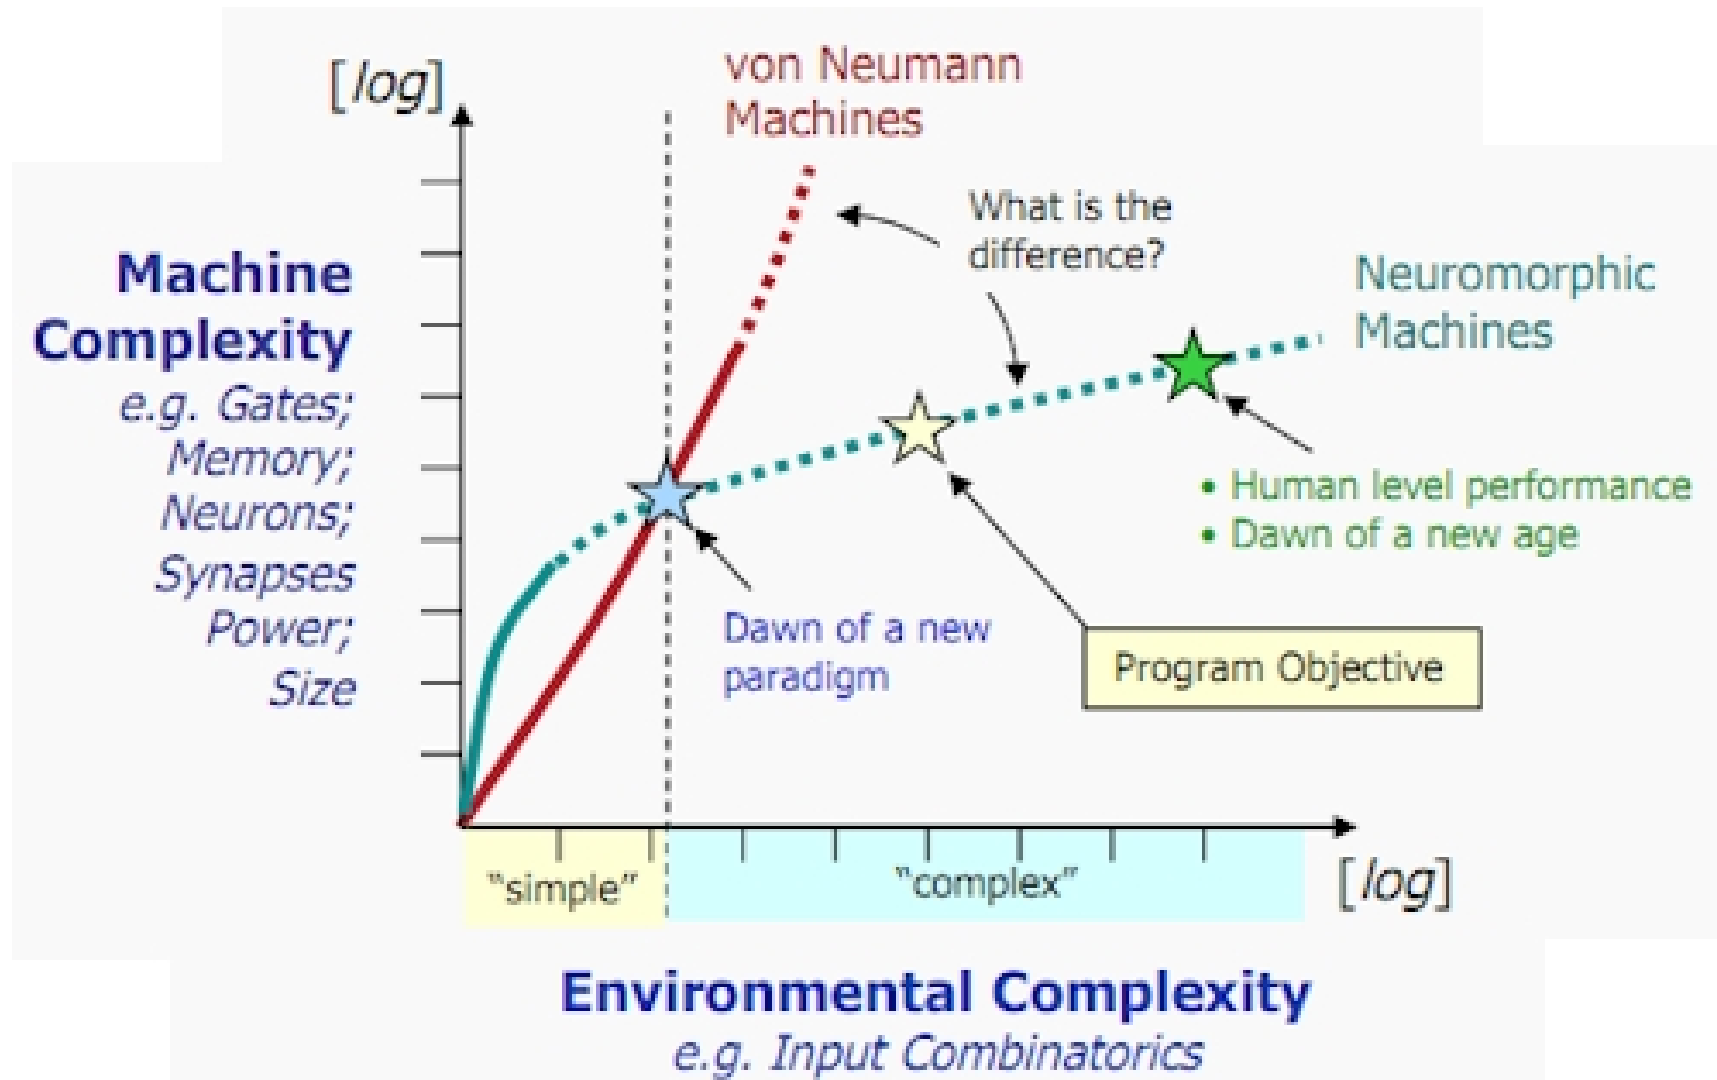 [log]
von Neumann
Machines
What is the
difference?
Neuromorphic
Machines
Machine
Complexity
e.g. Gates;
Memory;
Neurons;
Synapses
Power;
Size
• Human level performance
• Dawn of a new age
Dawn of a new
paradigm
Program Objective
“simple”
“complex”
[log]
Environmental Complexity
e.g. Input Combinatorics